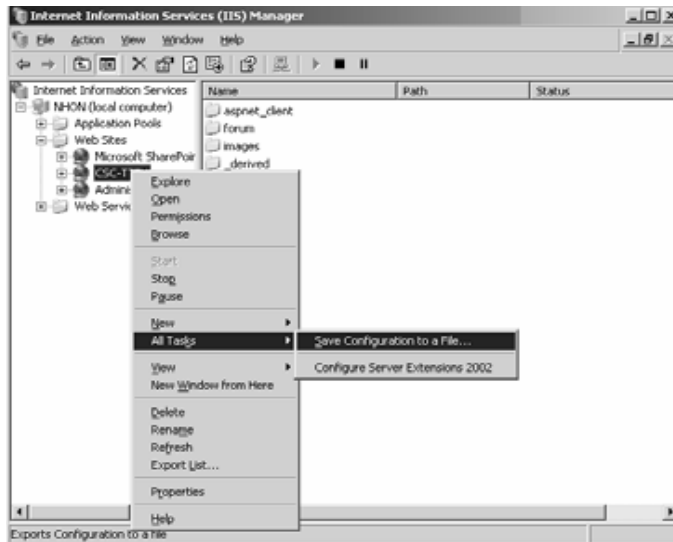 Internet Information Services (IIS) Manager
File Action View Window Help
Internet Information Services
NHON (local computer)
Application Pools
Web Sites
Microsoft SharePoir
CSC-T
Admini
Web Servic
Name Path Status
aspnet_client
forum
images
_derived
Explore
Open
Permissions
Browse
Start
Stop
Pause
New
All Tasks
Save Configuration to a File...
View
Configure Server Extensions 2002
New Window from Here
Delete
Rename
Refresh
Export List...
Properties
Help
Exports Configuration to a file